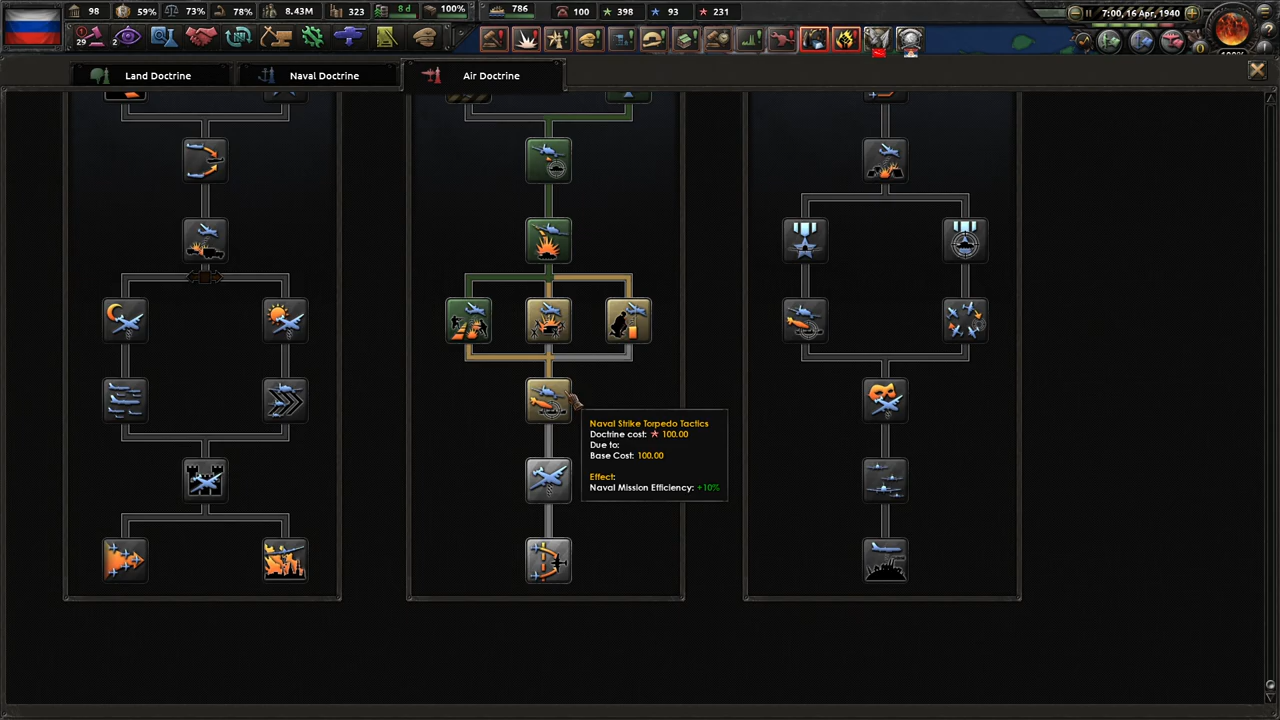 98 59% 73% 78% 8.43M 323 8 d 100% 786 100 398 93 231 7:00, 16 Apr, 1940
29 2 0 100%
Land Doctrine Naval Doctrine Air Doctrine
Naval Strike Torpedo Tactics
Doctrine cost: 100.00
Due to:
Base Cost: 100.00
Effect:
Naval Mission Efficiency: +10%